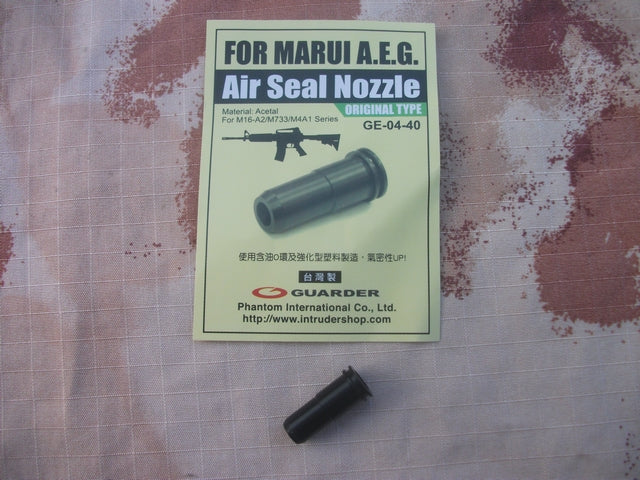 FOR MARUI A.E.G.
Air Seal Nozzle
ORIGINAL TYPE
Material: Acetal
For M16-A2/M733/M4A1 Series
GE-04-40
使用含油O環及強化型塑料製造，氣密性UP!
台灣製
GUARDER
Phantom International Co., Ltd.
http://www.intrudershop.com